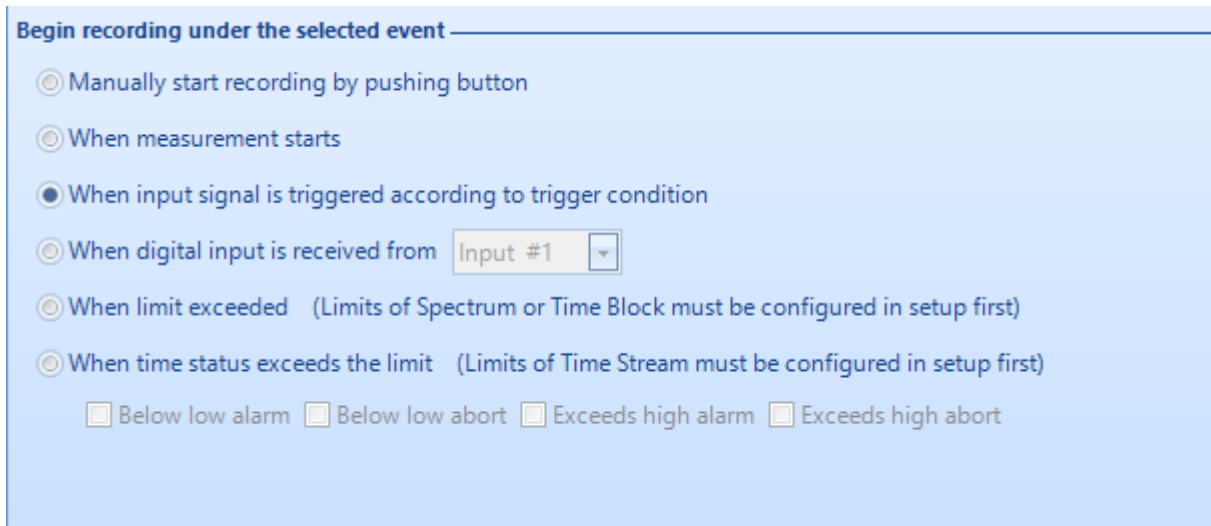 Begin recording under the selected event
Manually start recording by pushing button
When measurement starts
When input signal is triggered according to trigger condition
When digital input is received from Input #1
When limit exceeded (Limits of Spectrum or Time Block must be configured in setup first)
When time status exceeds the limit (Limits of Time Stream must be configured in setup first)
Below low alarm Below low abort Exceeds high alarm Exceeds high abort